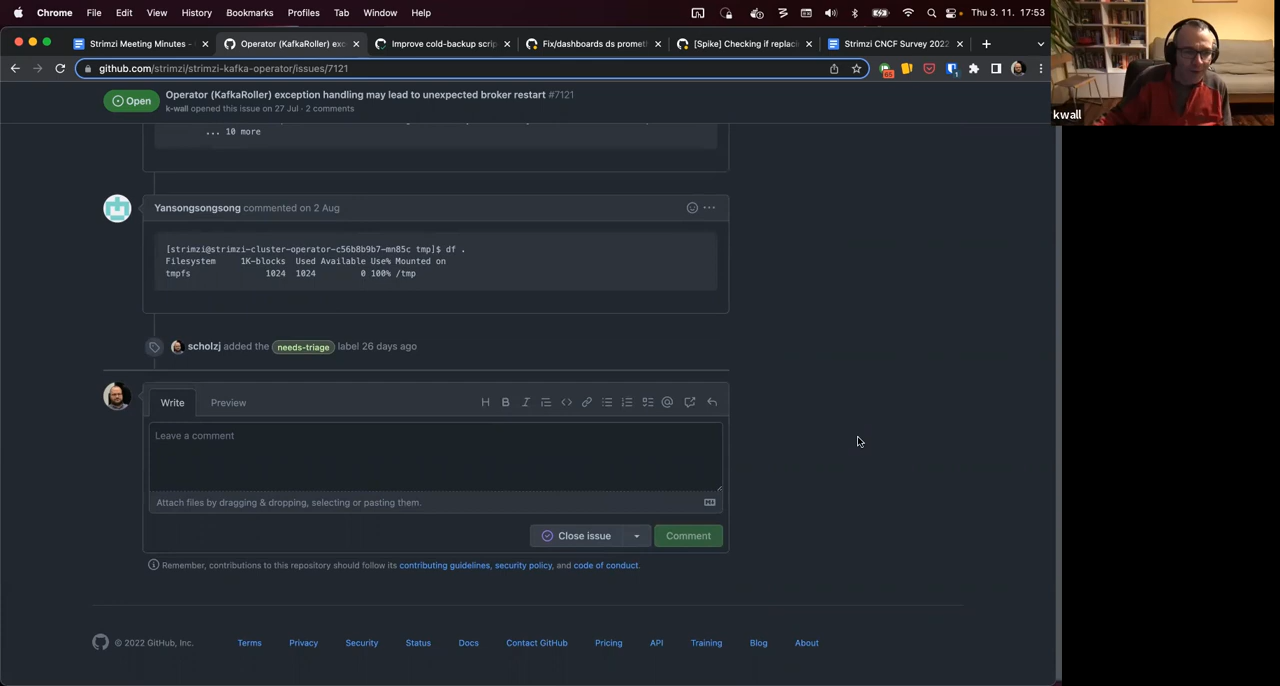 Chrome File Edit View History Bookmarks Profiles Tab Window Help Thu 3. 11. 17:53
Strimzi Meeting Minutes - Operator (KafkaRoller) exc Improve cold-backup scrip Fix/dashboards ds prometh [Spike] Checking if replacin Strimzi CNCF Survey 2022
github.com/strimzi/strimzi-kafka-operator/issues/7121
65
1
Open
Operator (KafkaRoller) exception handling may lead to unexpected broker restart #7121
k-wall opened this issue on 27 Jul · 2 comments
kwall
... 10 more
Yansongsongsong commented on 2 Aug
[strimzi@strimzi-cluster-operator-c56b8b9b7-mn85c tmp]$ df .
Filesystem 1K-blocks Used Available Use% Mounted on
tmpfs 1024 1024 0 100% /tmp
scholzj added the needs-triage label 26 days ago
Write Preview
Leave a comment
Attach files by dragging & dropping, selecting or pasting them.
Close issue Comment
Remember, contributions to this repository should follow its contributing guidelines, security policy, and code of conduct.
© 2022 GitHub, Inc. Terms Privacy Security Status Docs Contact GitHub Pricing API Training Blog About